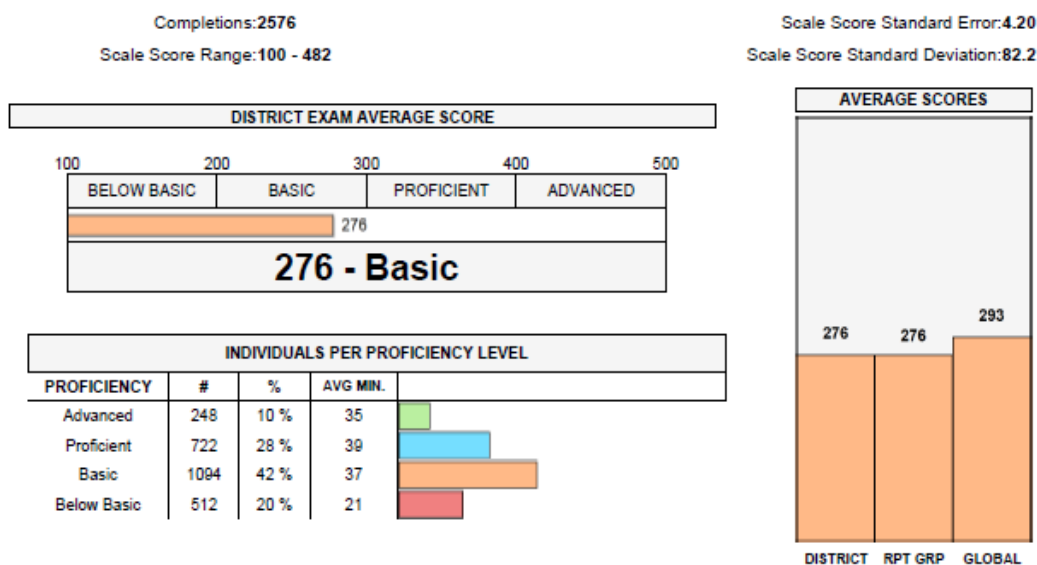 Completions:2576
Scale Score Range:100 - 482
Scale Score Standard Error:4.20
Scale Score Standard Deviation:82.2
DISTRICT EXAM AVERAGE SCORE
100 200 300 400 500
BELOW BASIC BASIC PROFICIENT ADVANCED
276
276 - Basic
INDIVIDUALS PER PROFICIENCY LEVEL
PROFICIENCY # % AVG MIN.
Advanced 248 10 % 35
Proficient 722 28 % 39
Basic 1094 42 % 37
Below Basic 512 20 % 21
AVERAGE SCORES
276 276 293
DISTRICT RPT GRP GLOBAL